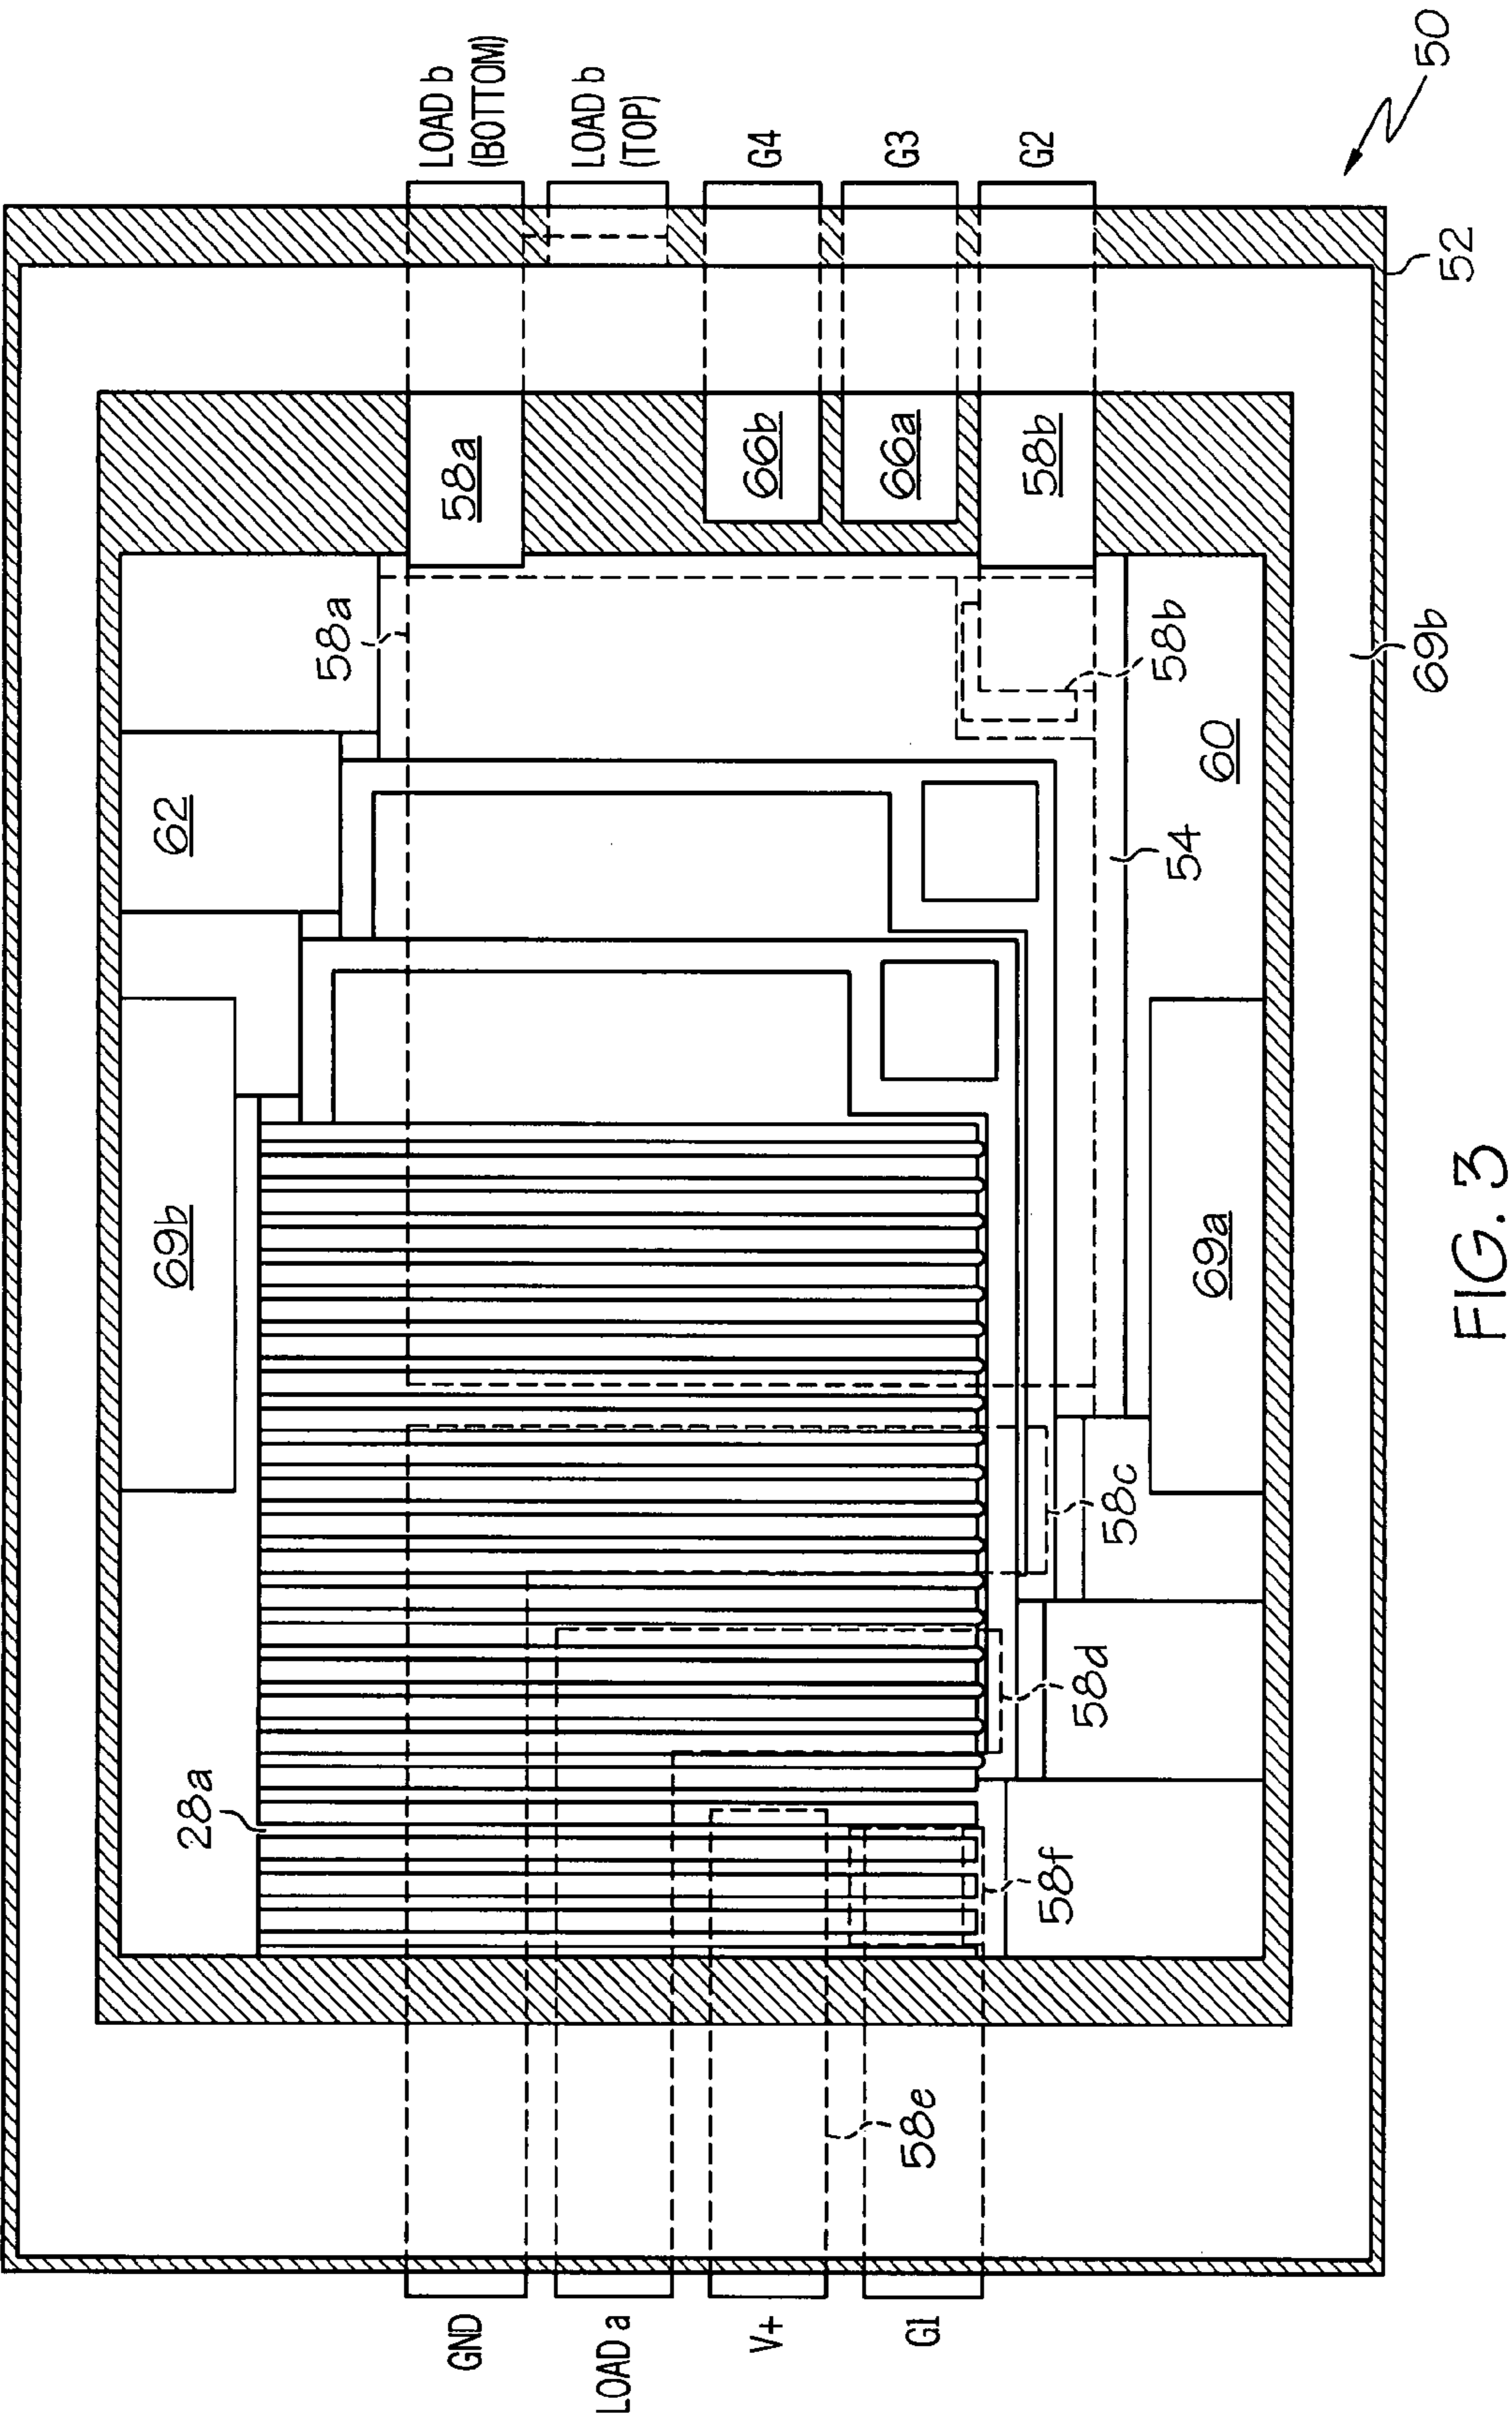 69b
62
28a
58a
LOAD b
(BOTTOM)
58a
GND
LOAD b
(TOP)
LOAD a
66b
G4
V+
66a
G3
G1
58e
58b
G2
58f
58d
58c
54
58b
69a
60
69b
52
50
FIG. 3